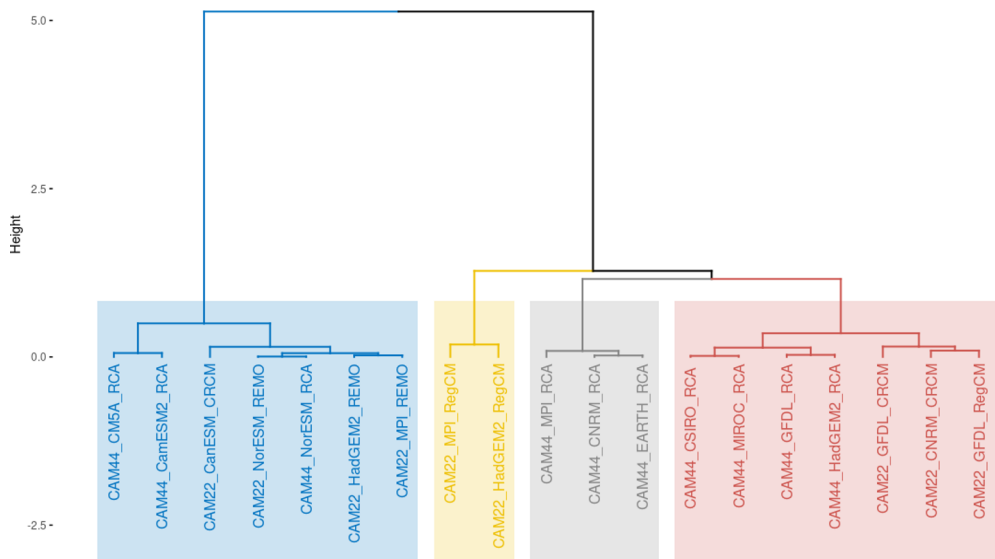 5.0
2.5
0.0
-2.5
Height
CAM44_CM5A_RCA
CAM44_CamESM2_RCA
CAM22_CanESM_CRCM
CAM22_NorESM_REMO
CAM44_NorESM_RCA
CAM22_HadGEM2_REMO
CAM22_MPI_REMO
CAM22_MPI_RegCM
CAM22_HadGEM2_RegCM
CAM44_MPI_RCA
CAM44_CNRM_RCA
CAM44_EARTH_RCA
CAM44_CSIRO_RCA
CAM44_MIROC_RCA
CAM44_GFDL_RCA
CAM44_HadGEM2_RCA
CAM22_GFDL_CRCM
CAM22_CNRM_CRCM
CAM22_GFDL_RegCM